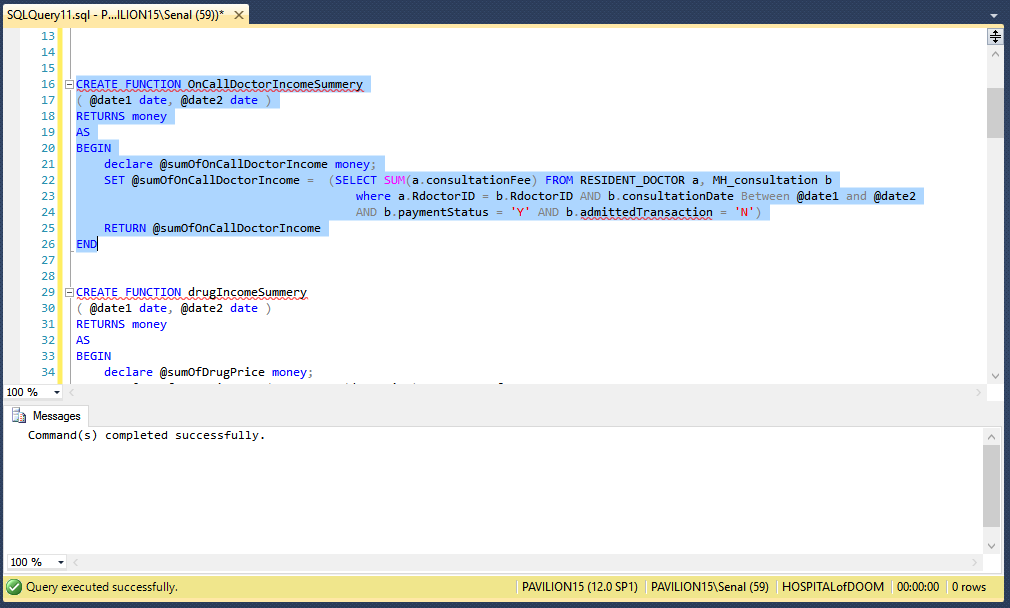 SQLQuery11.sql - P...ILION15\Senal (59))*
13
14
15
16 CREATE FUNCTION OnCallDoctorIncomeSummery
17 ( @date1 date, @date2 date )
18 RETURNS money
19 AS
20 BEGIN
21 declare @sumOfOnCallDoctorIncome money;
22 SET @sumOfOnCallDoctorIncome = (SELECT SUM(a.consultationFee) FROM RESIDENT_DOCTOR a, MH_consultation b
23 where a.RdoctorID = b.RdoctorID AND b.consultationDate Between @date1 and @date2
24 AND b.paymentStatus = 'Y' AND b.admittedTransaction = 'N')
25 RETURN @sumOfOnCallDoctorIncome
26 END
27
28
29 CREATE FUNCTION drugIncomeSummery
30 ( @date1 date, @date2 date )
31 RETURNS money
32 AS
33 BEGIN
34 declare @sumOfDrugPrice money;
100 %
Messages
Command(s) completed successfully.
100 %
Query executed successfully. PAVILION15 (12.0 SP1) PAVILION15\Senal (59) HOSPITALofDOOM 00:00:00 0 rows